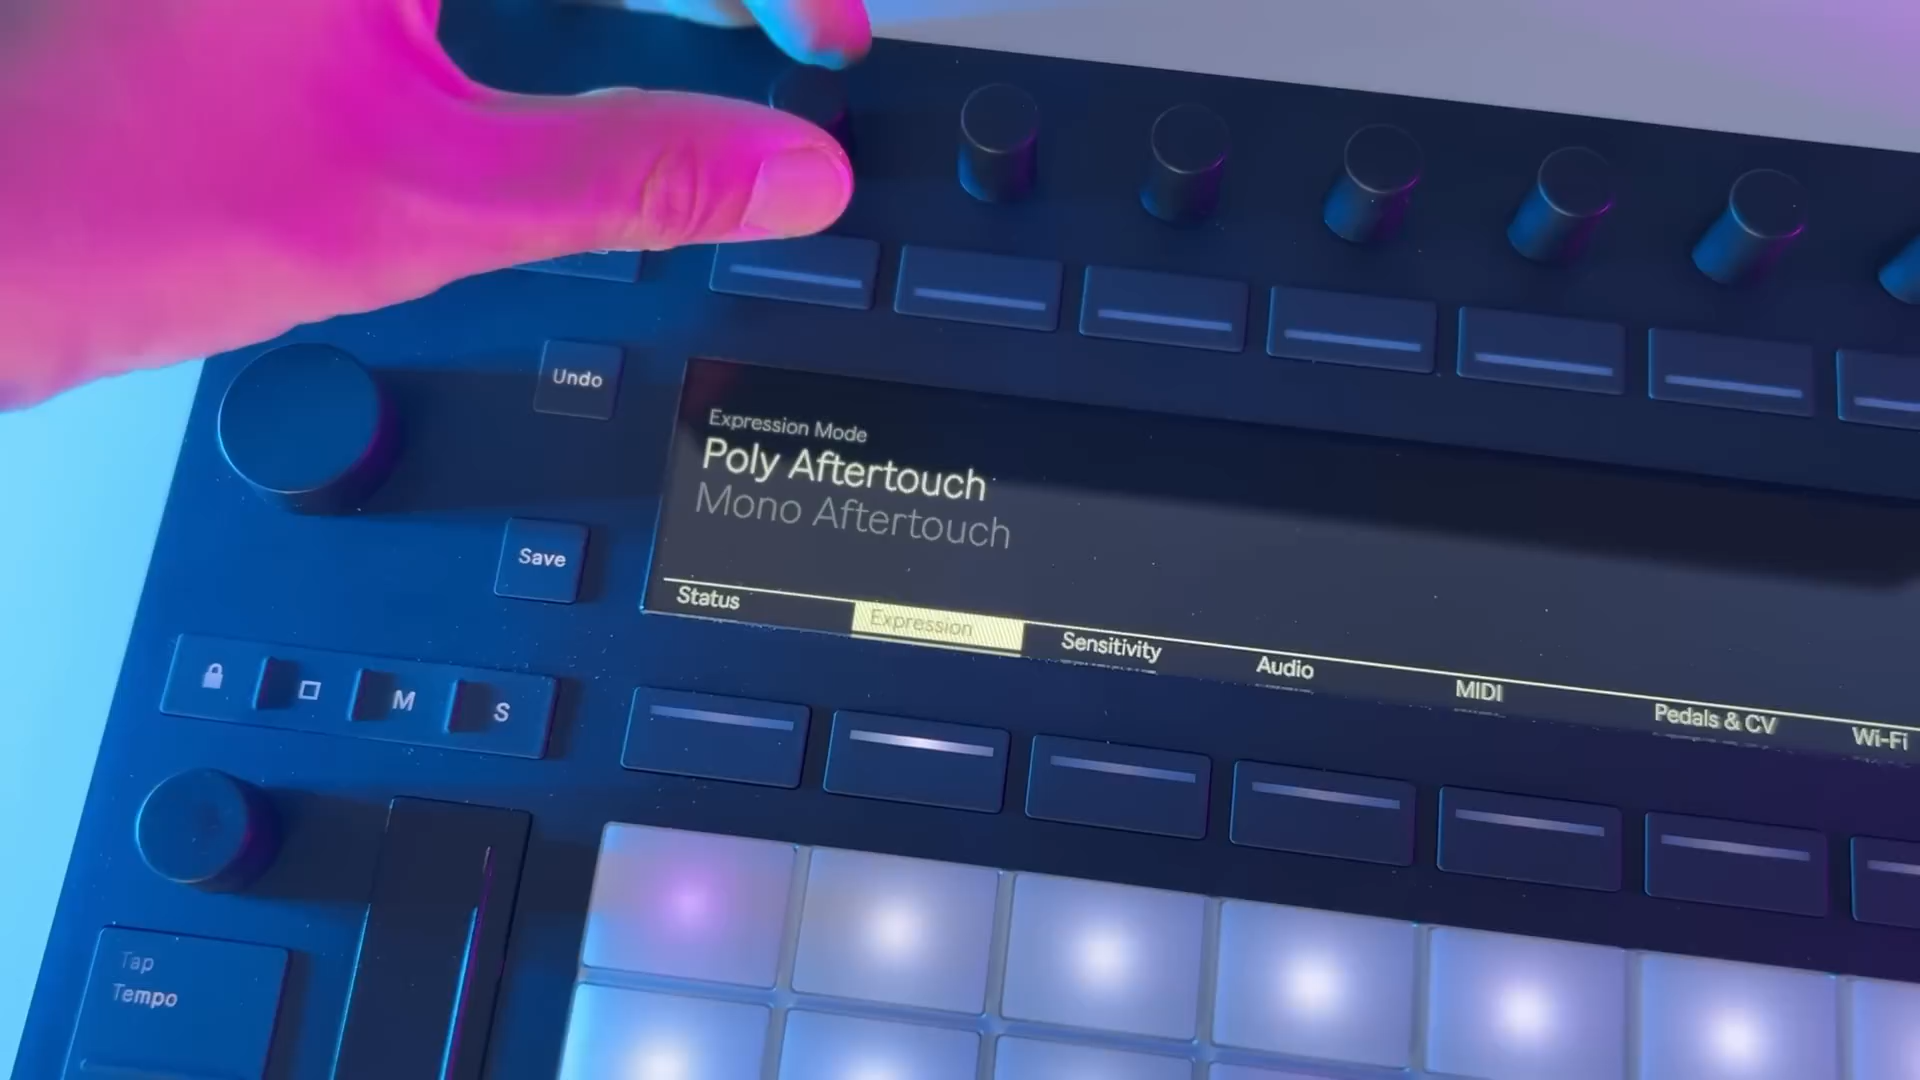 Undo
Expression Mode
Poly Aftertouch
Mono Aftertouch
Save
Status
Expression
Sensitivity
Audio
MIDI
Pedals & CV
Wi-Fi
M
S
Tap
Tempo